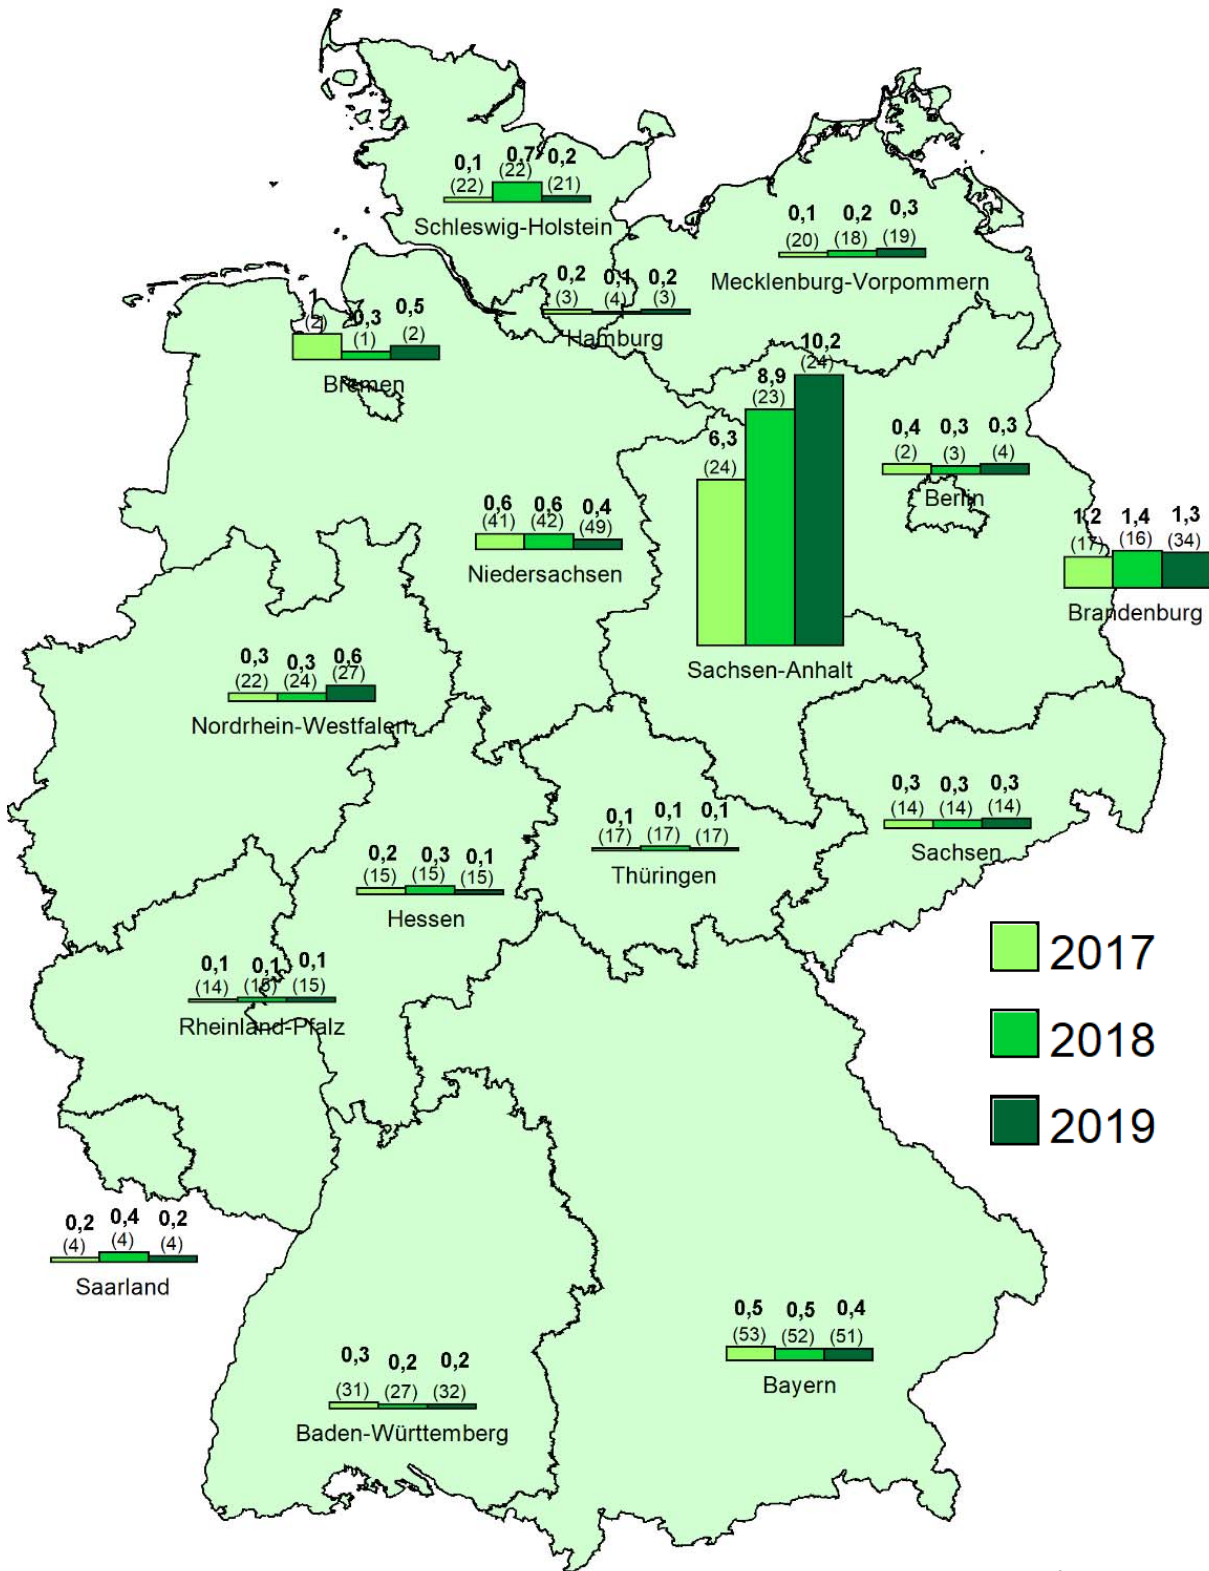 0,1 0,7 0,2
(22) (22) (21)
Schleswig-Holstein
0,1 0,2 0,3
(20) (18) (19)
Mecklenburg-Vorpommern
0,2 0,1 0,2
(3) (4) (3)
Hamburg
1 0,3 0,5
(2) (1) (2)
Bremen
6,3 8,9 10,2
(24) (23) (24)
Sachsen-Anhalt
0,4 0,3 0,3
(2) (3) (4)
Berlin
0,6 0,6 0,4
(41) (42) (49)
Niedersachsen
1,2 1,4 1,3
(17) (16) (34)
Brandenburg
0,3 0,3 0,6
(22) (24) (27)
Nordrhein-Westfalen
0,3 0,3 0,3
(14) (14) (14)
Sachsen
0,1 0,1 0,1
(17) (17) (17)
Thüringen
0,2 0,3 0,1
(15) (15) (15)
Hessen
0,1 0,1 0,1
(14) (15) (15)
Rheinland-Pfalz
2017
2018
2019
0,2 0,4 0,2
(4) (4) (4)
Saarland
0,5 0,5 0,4
(53) (52) (51)
Bayern
0,3 0,2 0,2
(31) (27) (32)
Baden-Württemberg